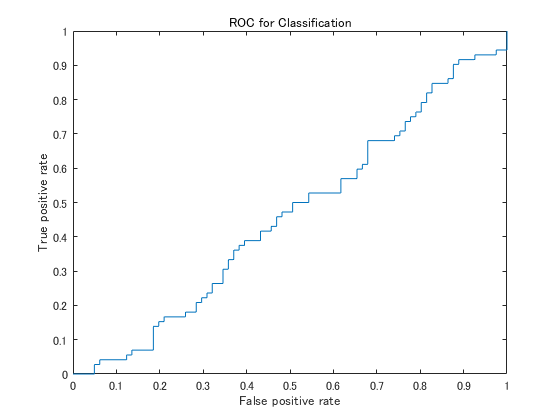 ROC for Classification
1
0.9
0.8
0.7
0.6
0.5
0.4
0.3
0.2
0.1
0
True positive rate
0 0.1 0.2 0.3 0.4 0.5 0.6 0.7 0.8 0.9 1
False positive rate